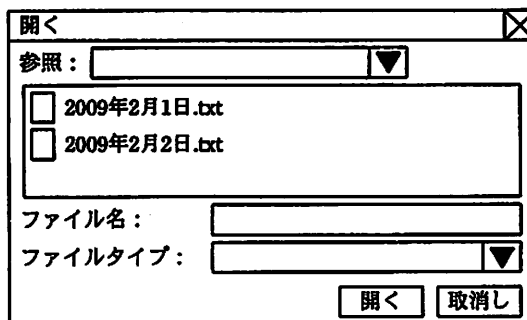 開く
参照：
2009年2月1日.txt
2009年2月2日.txt
ファイル名：
ファイルタイプ：
開く 取消し